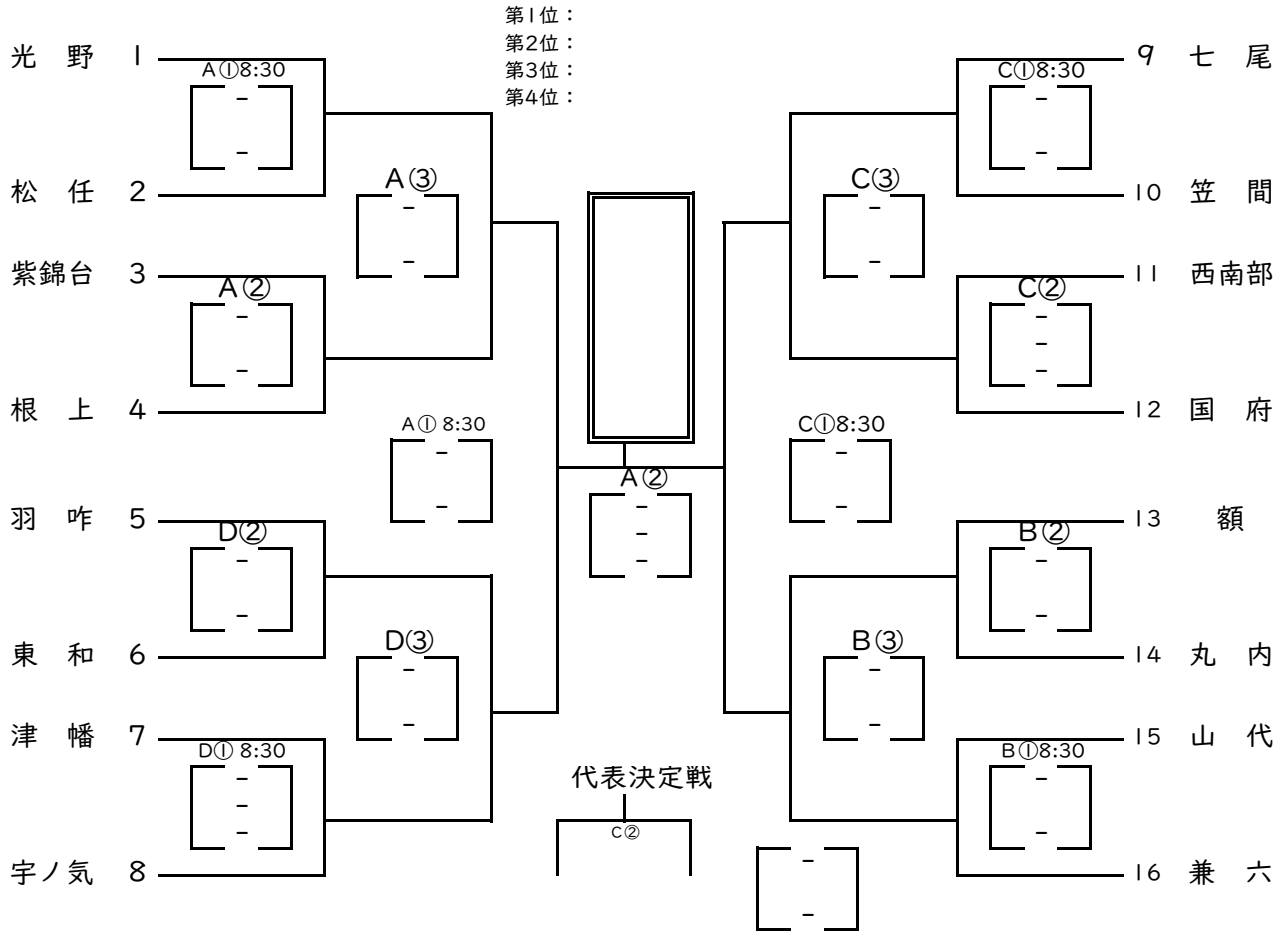 第1位：
第2位：
第3位：
第4位：
光　野　1
A①8:30
–
–
松　任　2
A③
–
–
紫錦台　3
A②
–
–
根　上　4
A① 8:30
–
–
羽　咋　5
D②
–
–
東　和　6
D③
–
–
津　幡　7
D① 8:30
–
–
–
宇ノ気　8
A②
–
–
–
代表決定戦
C②
–
–
9　七　尾
C①8:30
–
–
10　笠　間
C③
–
–
11　西南部
C②
–
–
–
12　国　府
C①8:30
–
–
13　額
B②
–
–
14　丸　内
B③
–
–
15　山　代
B①8:30
–
–
16　兼　六